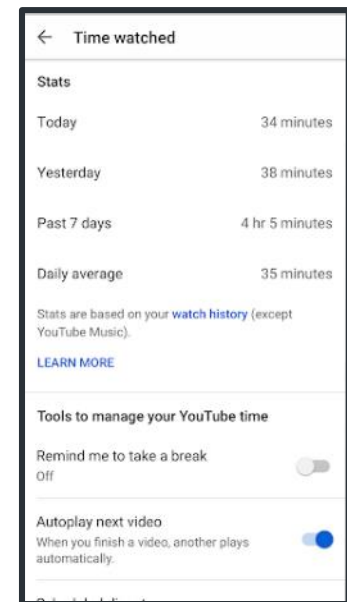 Time watched
Stats
Today 34 minutes
Yesterday 38 minutes
Past 7 days 4 hr 5 minutes
Daily average 35 minutes
Stats are based on your watch history (except
YouTube Music).
LEARN MORE
Tools to manage your YouTube time
Remind me to take a break
Off
Autoplay next video
When you finish a video, another plays
automatically.